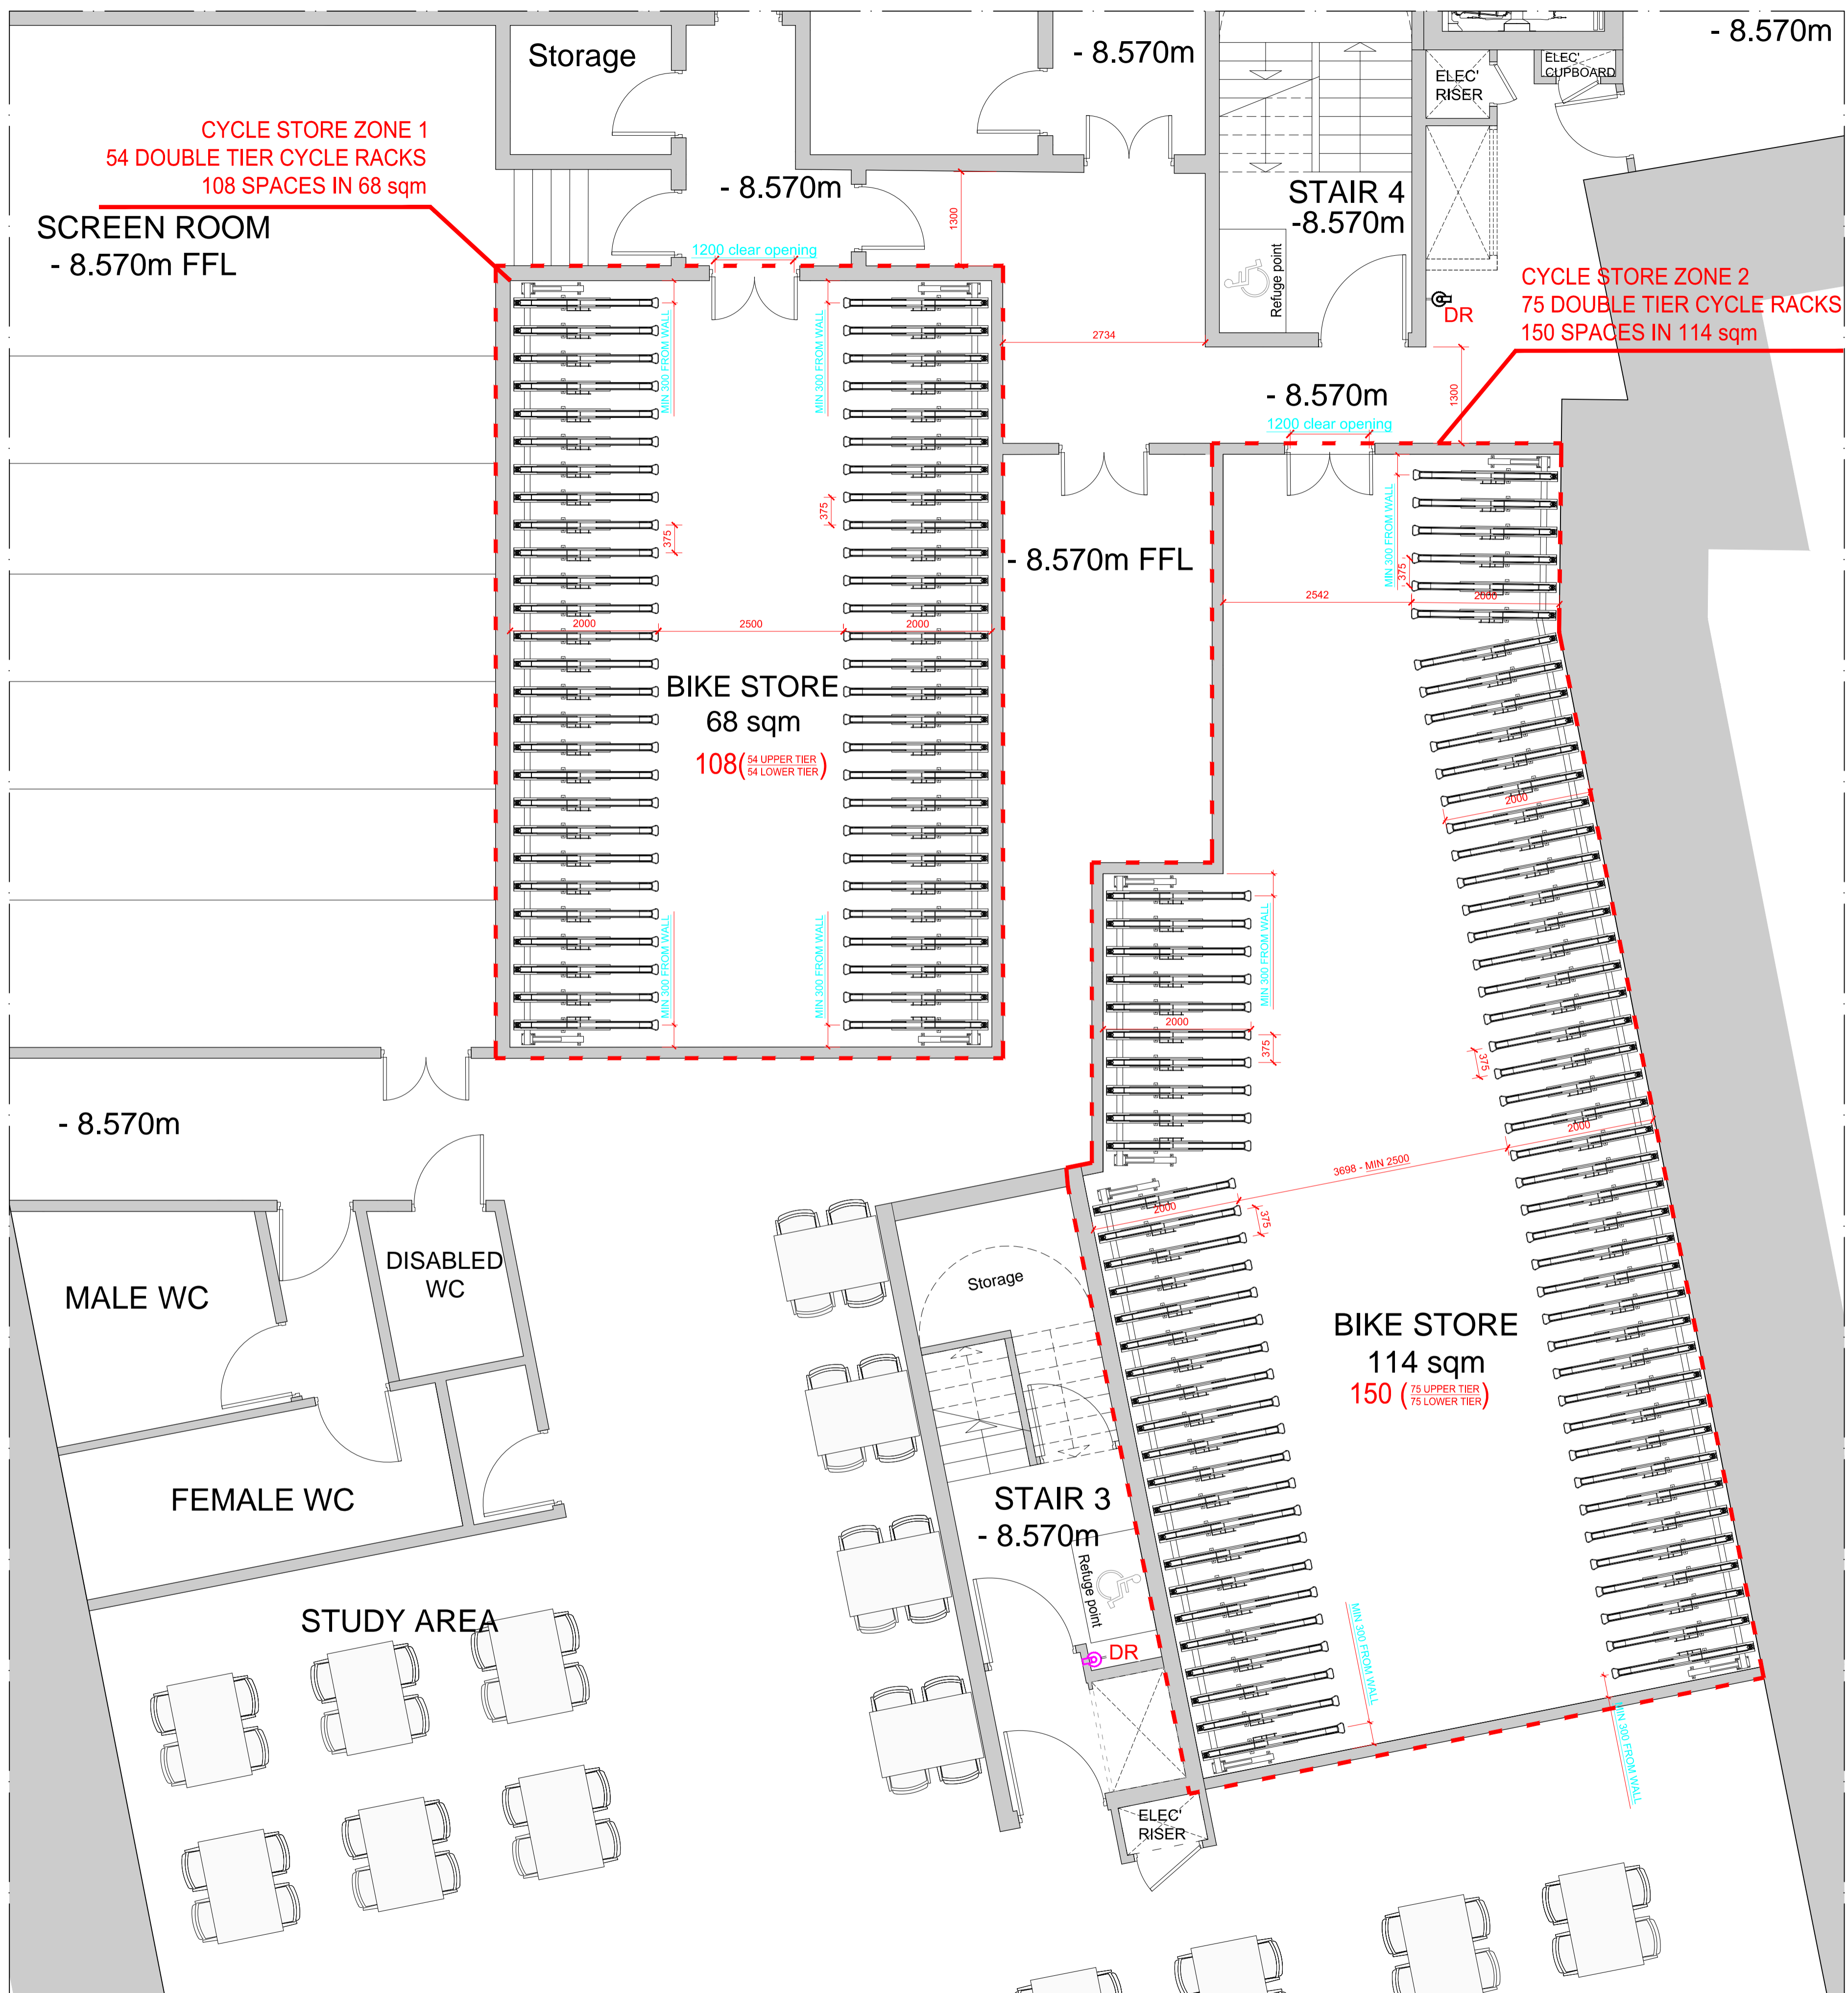 Storage
- 8.570m
- 8.570m
ELEC'
RISER
ELEC'
CUPBOARD
CYCLE STORE ZONE 1
54 DOUBLE TIER CYCLE RACKS
108 SPACES IN 68 sqm
SCREEN ROOM
- 8.570m FFL
- 8.570m
1300
STAIR 4
-8.570m
Refuge point
1200 clear opening
CYCLE STORE ZONE 2
75 DOUBLE TIER CYCLE RACKS
150 SPACES IN 114 sqm
DR
MIN 300 FROM WALL
MIN 300 FROM WALL
2734
1300
- 8.570m
1200 clear opening
375
375
MIN 300 FROM WALL
375
- 8.570m FFL
2542
2000
2000
2500
2000
BIKE STORE
68 sqm
108(54 UPPER TIER
54 LOWER TIER)
2000
MIN 300 FROM WALL
MIN 300 FROM WALL
MIN 300 FROM WALL
2000
375
375
- 8.570m
2000
3698 - MIN 2500
2000
375
MALE WC
DISABLED
WC
Storage
BIKE STORE
114 sqm
150 (75 UPPER TIER
75 LOWER TIER)
FEMALE WC
STAIR 3
- 8.570m
Refuge point
STUDY AREA
DR
MIN 300 FROM WALL
MIN 300 FROM WALL
ELEC'
RISER